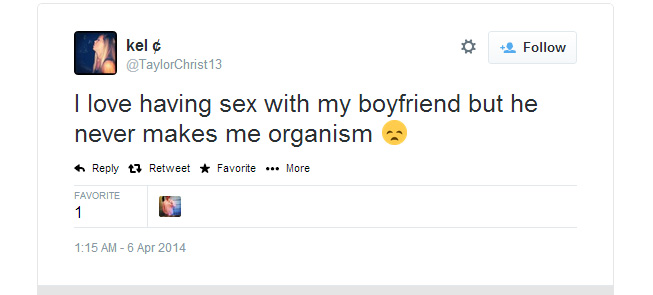 kel ¢
@TaylorChrist13
Follow
I love having sex with my boyfriend but he
never makes me organism 😞
Reply Retweet Favorite ••• More
FAVORITE
1
1:15 AM - 6 Apr 2014